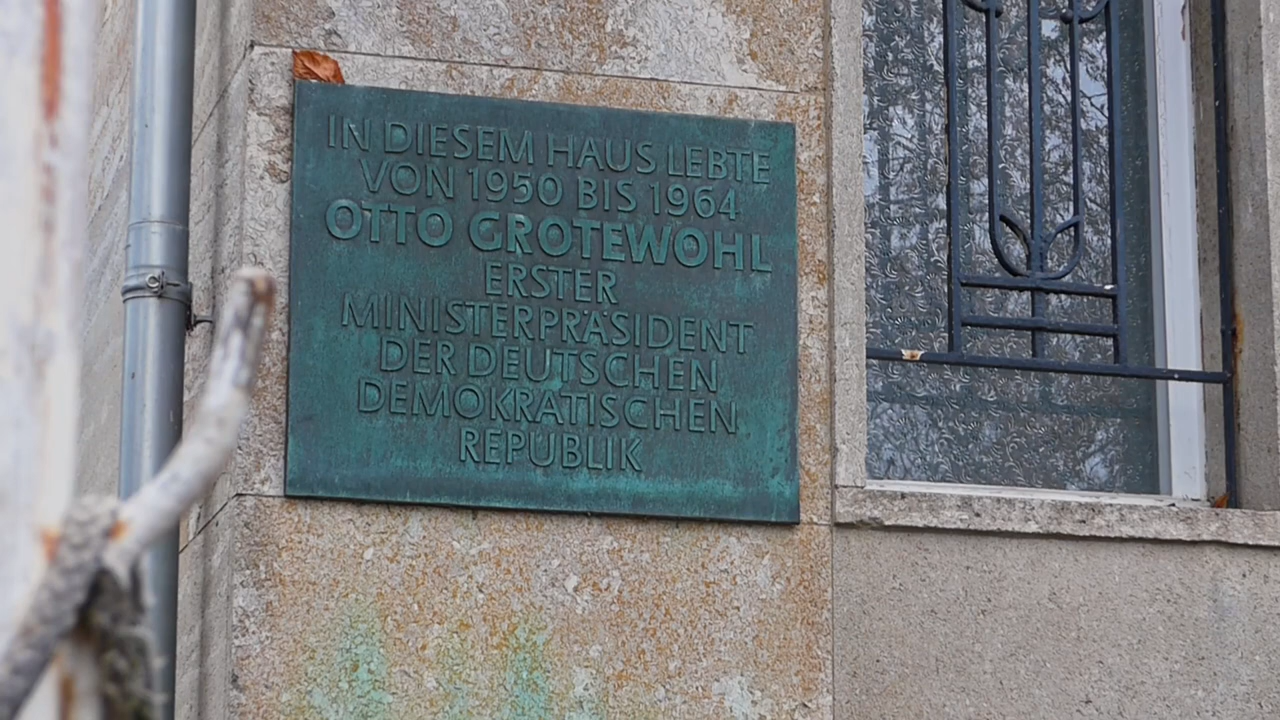 IN DIESEM HAUS LEBTE
VON 1950 BIS 1964
OTTO GROTEWOHL
ERSTER
MINISTERPRÄSIDENT
DER DEUTSCHEN
DEMOKRATISCHEN
REPUBLIK